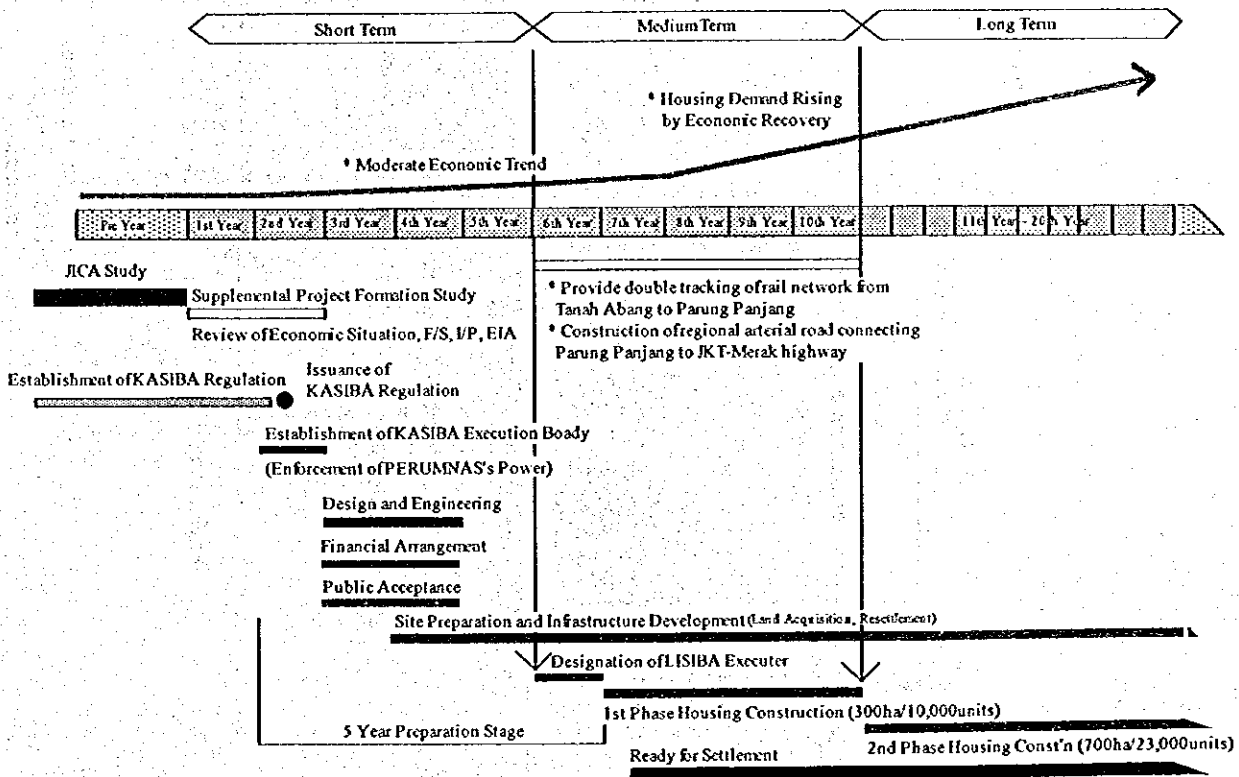 Short Term
Medium Term
Long Term
* Housing Demand Rising
by Economic Recovery
* Moderate Economic Trend
Pre Year
1st Year
2nd Year
3rd Year
4th Year
5th Year
6th Year
7th Year
8th Year
9th Year
10th Year
11th Year - 20th Year
JICA Study
Supplemental Project Formation Study
Review of Economic Situation, F/S, I/P, EIA
* Provide double tracking of rail network from
Tanah Abang to Parung Panjang
* Construction of regional arterial road connecting
Parung Panjang to JKT-Merak highway
Establishment of KASIBA Regulation
Issuance of
KASIBA Regulation
Establishment of KASIBA Execution Boady
(Enforcement of PERUMNAS's Power)
Design and Engineering
Financial Arrangement
Public Acceptance
Site Preparation and Infrastructure Development (Land Acquisition, Resettlement)
Designation of LISIBA Executer
1st Phase Housing Construction (300ha/10,000units)
5 Year Preparation Stage
2nd Phase Housing Const'n (700ha/23,000units)
Ready for Settlement